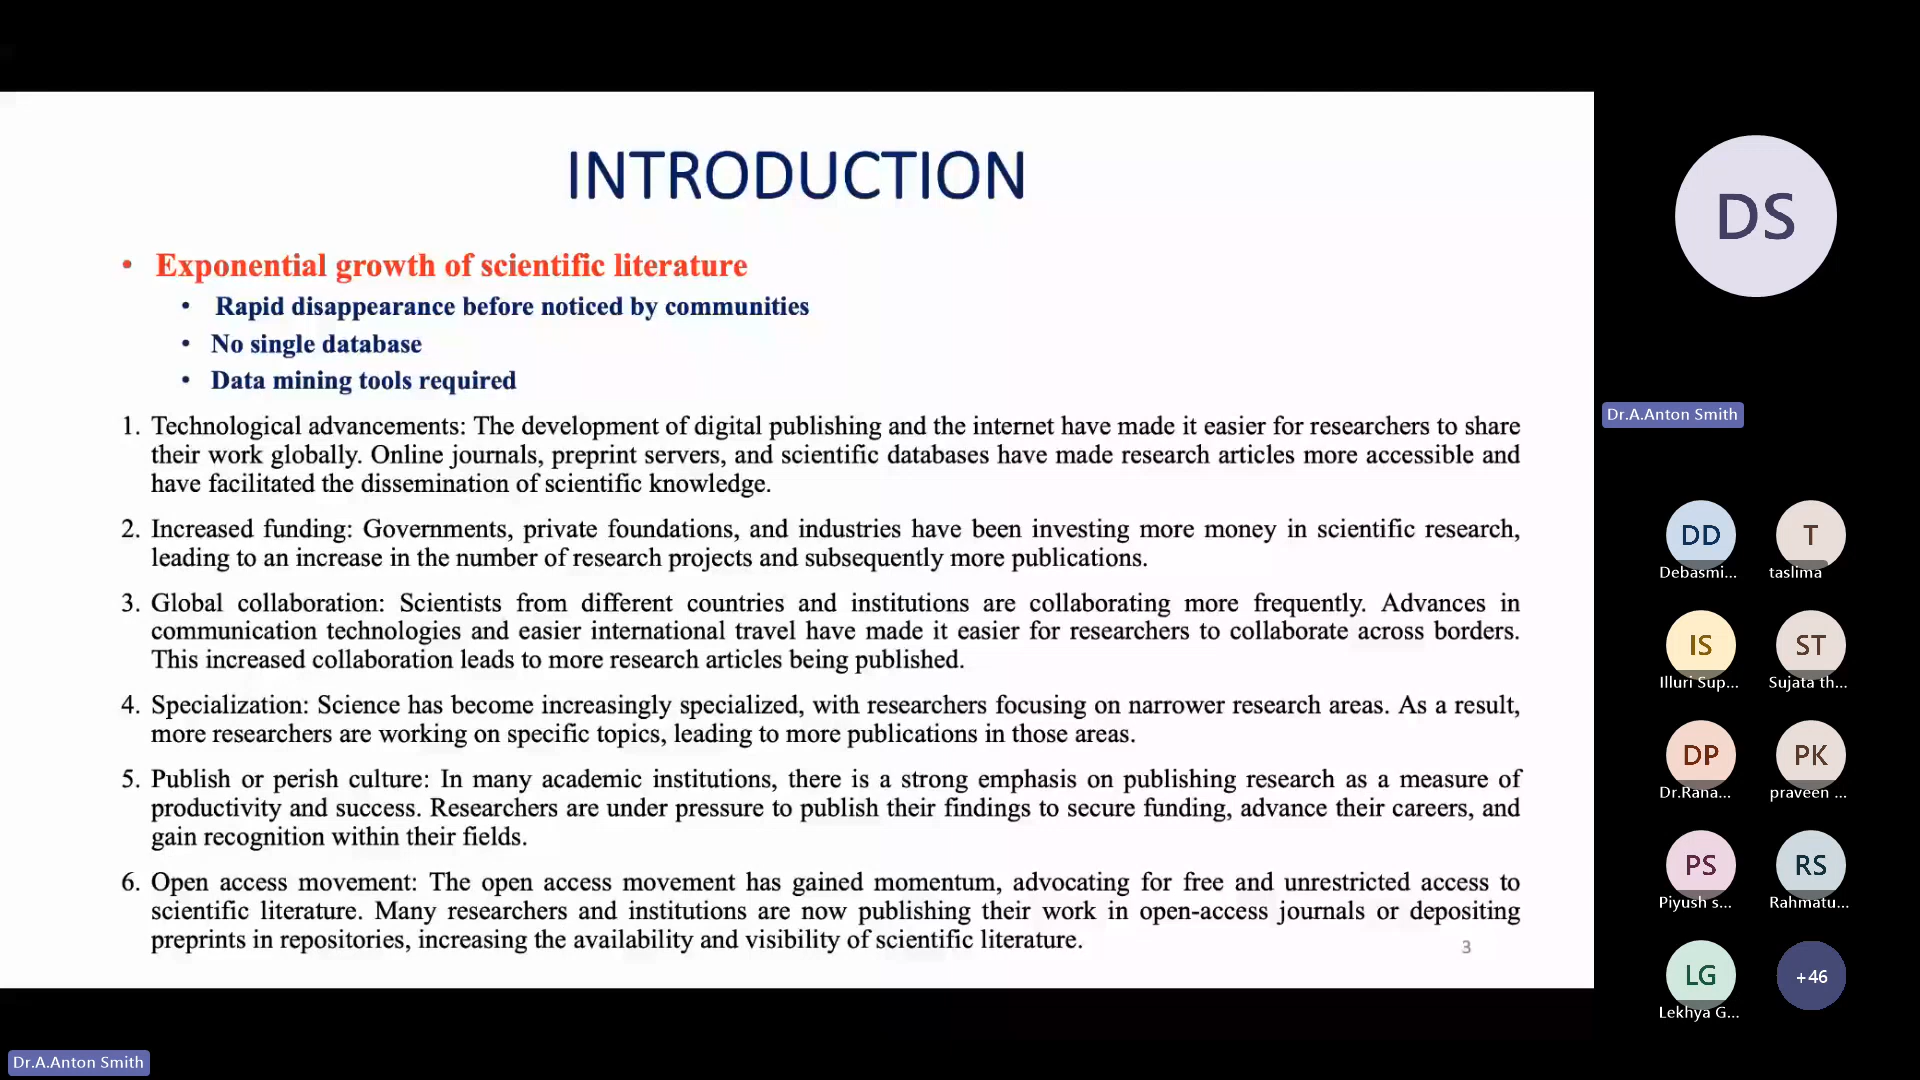 INTRODUCTION
• Exponential growth of scientific literature
• Rapid disappearance before noticed by communities
• No single database
• Data mining tools required
1. Technological advancements: The development of digital publishing and the internet have made it easier for researchers to share
their work globally. Online journals, preprint servers, and scientific databases have made research articles more accessible and
have facilitated the dissemination of scientific knowledge.
2. Increased funding: Governments, private foundations, and industries have been investing more money in scientific research,
leading to an increase in the number of research projects and subsequently more publications.
3. Global collaboration: Scientists from different countries and institutions are collaborating more frequently. Advances in
communication technologies and easier international travel have made it easier for researchers to collaborate across borders.
This increased collaboration leads to more research articles being published.
4. Specialization: Science has become increasingly specialized, with researchers focusing on narrower research areas. As a result,
more researchers are working on specific topics, leading to more publications in those areas.
5. Publish or perish culture: In many academic institutions, there is a strong emphasis on publishing research as a measure of
productivity and success. Researchers are under pressure to publish their findings to secure funding, advance their careers, and
gain recognition within their fields.
6. Open access movement: The open access movement has gained momentum, advocating for free and unrestricted access to
scientific literature. Many researchers and institutions are now publishing their work in open-access journals or depositing
preprints in repositories, increasing the availability and visibility of scientific literature.
3
DS
Dr.A.Anton Smith
DD T
Debasmi... taslima
IS ST
Illuri Sup... Sujata th...
DP PK
Dr.Rana... praveen ...
PS RS
Piyush s... Rahmatu...
LG +46
Lekhya G...
Dr.A.Anton Smith